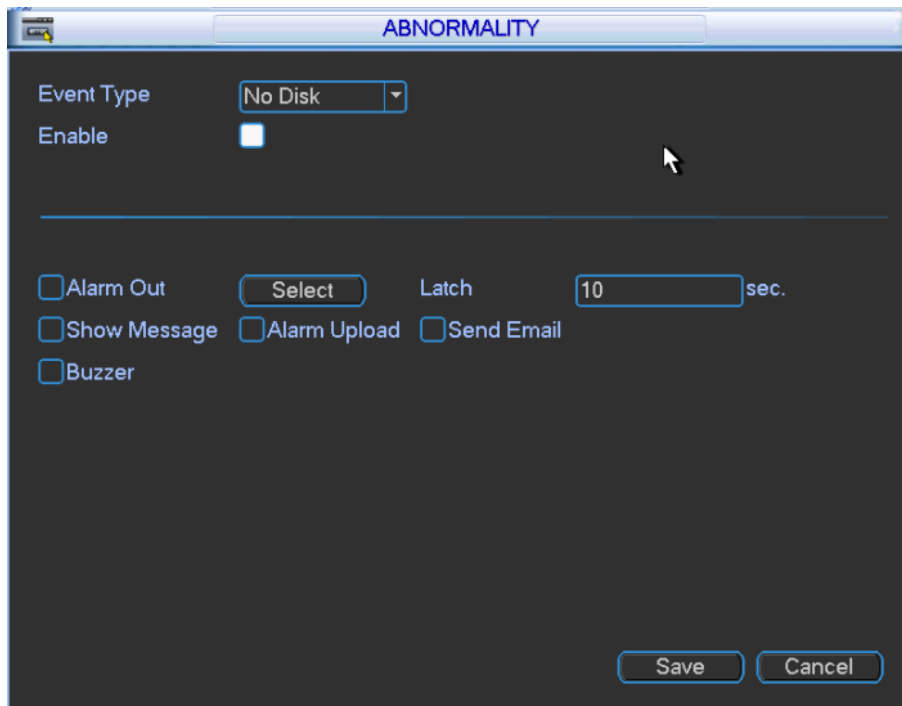 ABNORMALITY
Event Type No Disk
Enable
Alarm Out Select Latch 10 sec.
Show Message Alarm Upload Send Email
Buzzer
Save Cancel